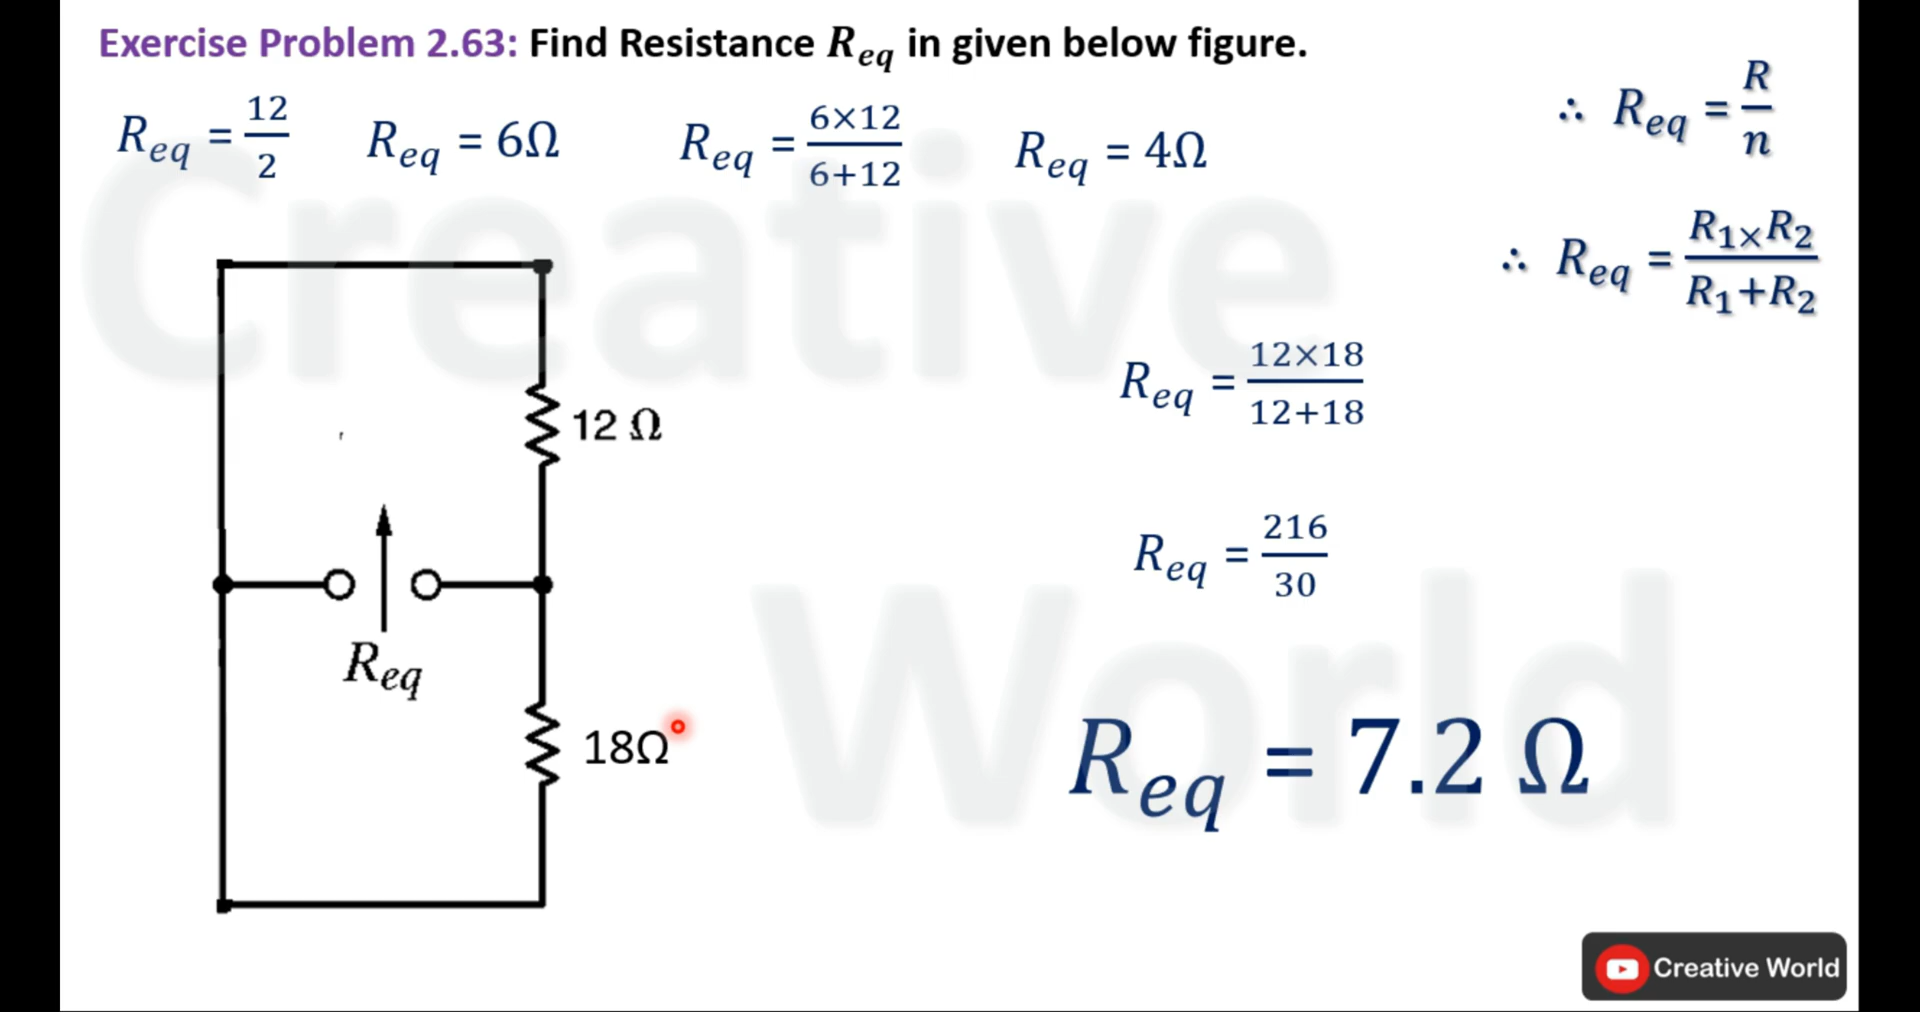 Exercise Problem 2.63: Find Resistance R_eq in given below figure.
R_eq = 12/2 R_eq = 6Ω R_eq = 6×12/6+12 R_eq = 4Ω
∴ R_eq = R/n
∴ R_eq = R₁×R₂/R₁+R₂
R_eq = 12×18/12+18
12 Ω
R_eq = 216/30
R_eq
18Ω
R_eq = 7.2 Ω
Creative
World
Creative World